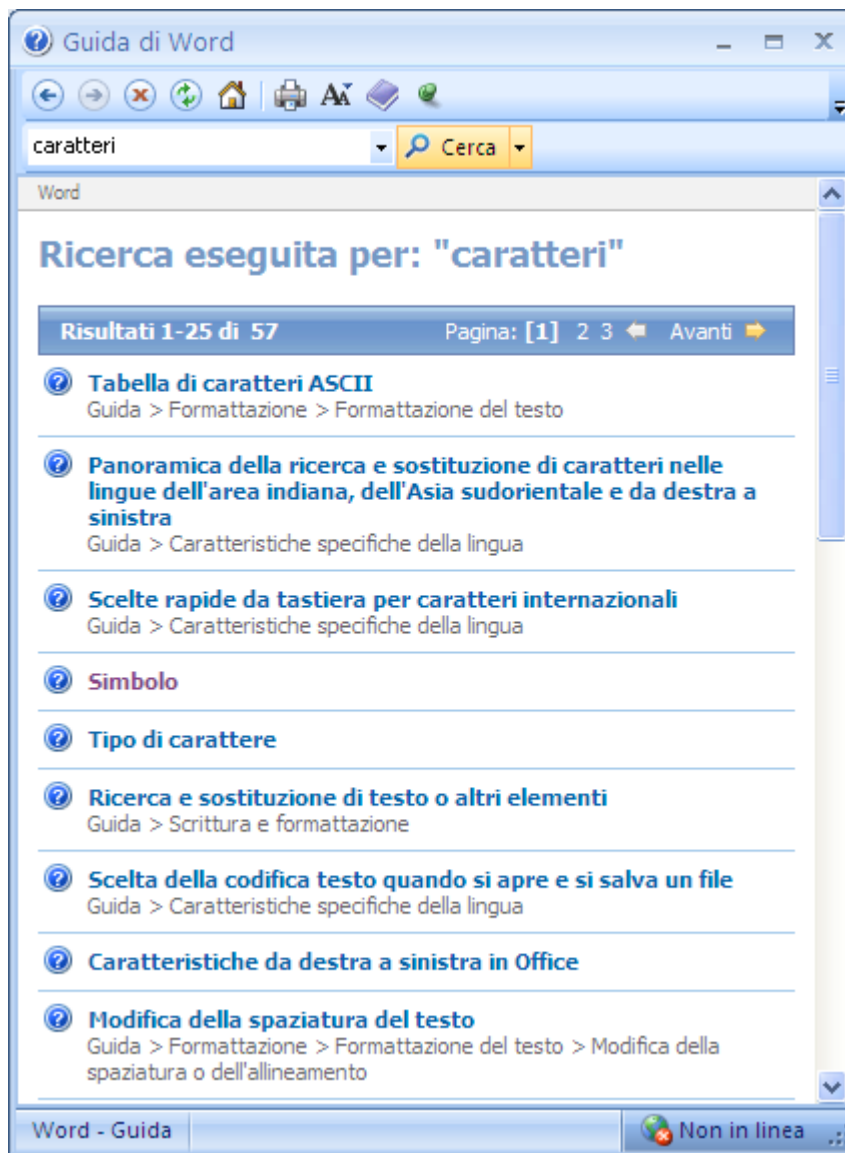 Guida di Word
caratteri
Cerca
Word
Ricerca eseguita per: "caratteri"
Risultati 1-25 di 57 Pagina: [1] 2 3 Avanti
Tabella di caratteri ASCII
Guida > Formattazione > Formattazione del testo
Panoramica della ricerca e sostituzione di caratteri nelle
lingue dell'area indiana, dell'Asia sudorientale e da destra a
sinistra
Guida > Caratteristiche specifiche della lingua
Scelte rapide da tastiera per caratteri internazionali
Guida > Caratteristiche specifiche della lingua
Simbolo
Tipo di carattere
Ricerca e sostituzione di testo o altri elementi
Guida > Scrittura e formattazione
Scelta della codifica testo quando si apre e si salva un file
Guida > Caratteristiche specifiche della lingua
Caratteristiche da destra a sinistra in Office
Modifica della spaziatura del testo
Guida > Formattazione > Formattazione del testo > Modifica della
spaziatura o dell'allineamento
Word - Guida Non in linea